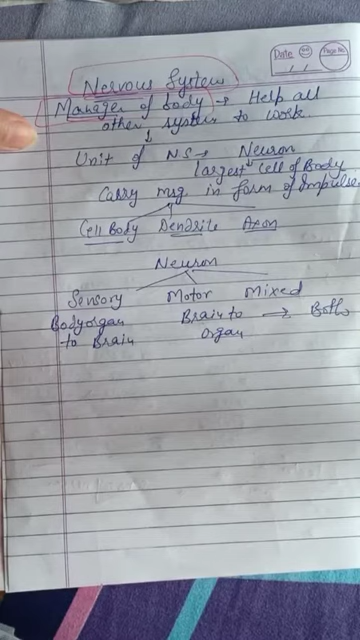 Date
Page No.
Nervous System
Manager of body → Help all
other system to work.
↓
Unit of NS → Neuron
↓
largest cell of Body
Carry msg in form of Impulse
Cell Body Dendrite Axon
Neuron
Sensory Motor Mixed
Body organ Brain to → Both
to Brain organ